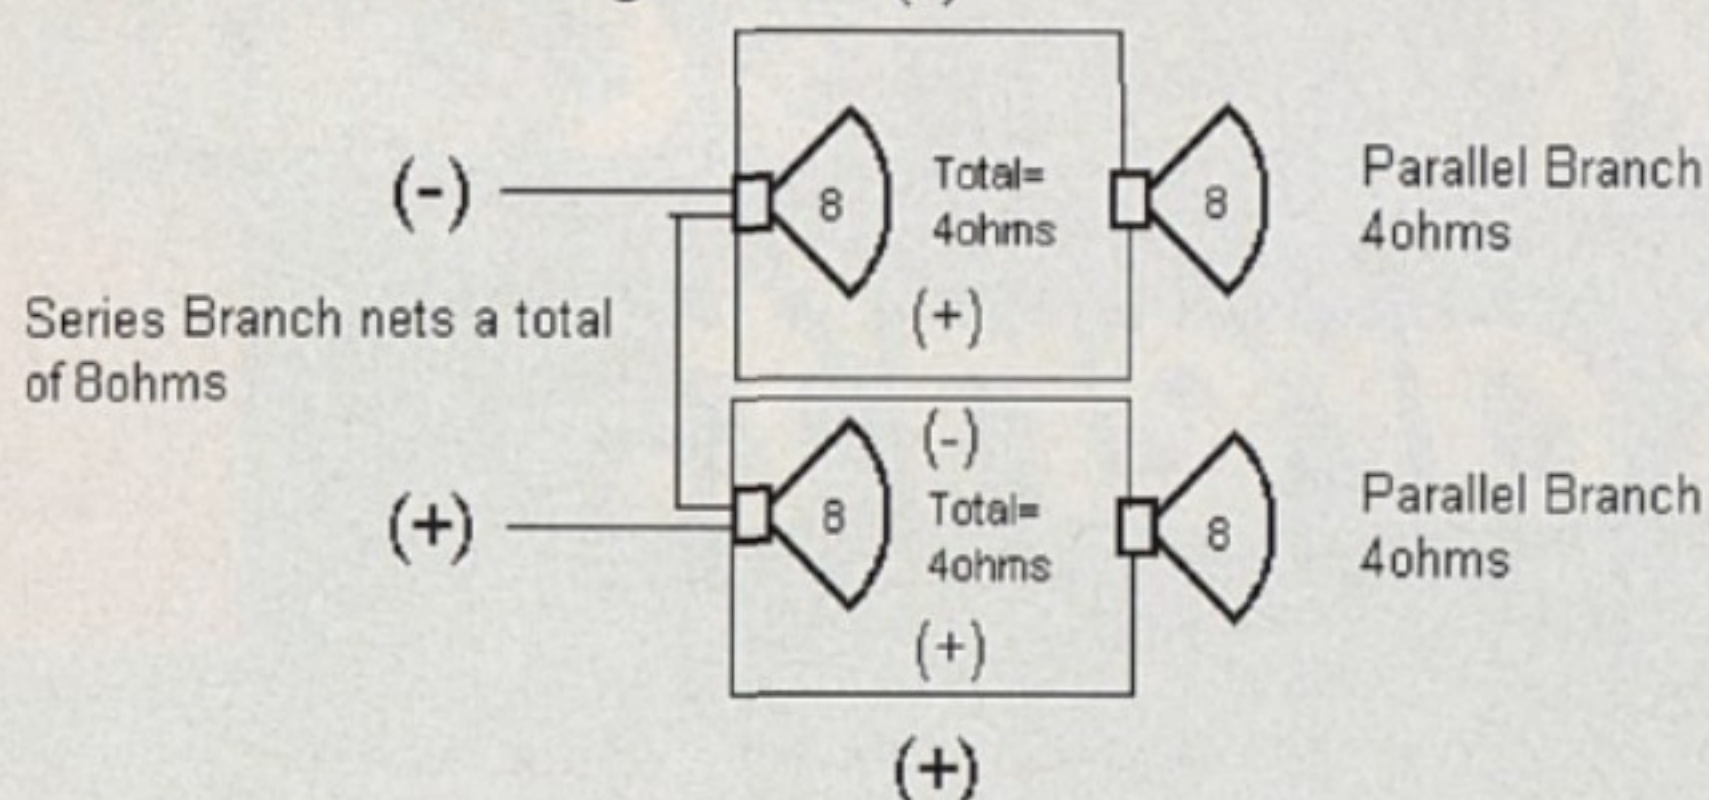 (-)
8
Total=
4ohms
(+)
8
Parallel Branch
4ohms
Series Branch nets a total
of 8ohms
(+)
8
(-)
Total=
4ohms
(+)
8
Parallel Branch
4ohms
(+)